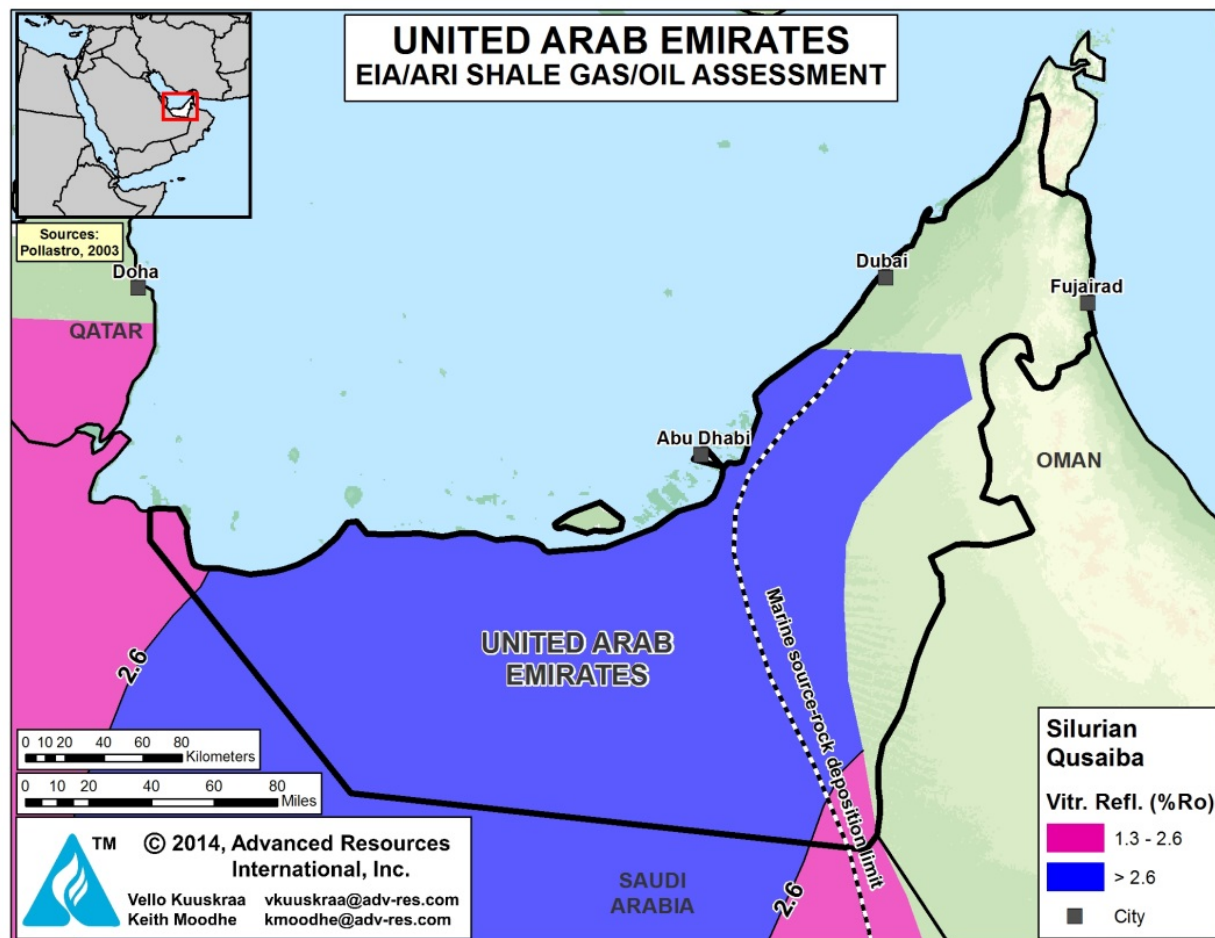 UNITED ARAB EMIRATES
EIA/ARI SHALE GAS/OIL ASSESSMENT
Sources:
Pollastro, 2003
Doha
QATAR
Dubai
Fujairad
Abu Dhabi
OMAN
UNITED ARAB
EMIRATES
Marine source-rock deposition limit
2.6
0 10 20 40 60 80
Kilometers
0 10 20 40 60 80
Miles
TM
© 2014, Advanced Resources
International, Inc.
Vello Kuuskraa vkuuskraa@adv-res.com
Keith Moodhe kmoodhe@adv-res.com
SAUDI
ARABIA
2.6
Silurian
Qusaiba
Vitr. Refl. (%Ro)
1.3 - 2.6
> 2.6
City